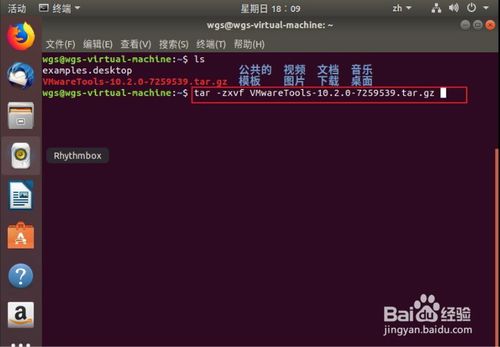 活动 终端 星期日 18：09 zh
wgs@wgs-virtual-machine: ~
文件(F) 编辑(E) 查看(V) 搜索(S) 终端(T) 帮助(H)
wgs@wgs-virtual-machine:~$ ls
examples.desktop 公共的 视频 文档 音乐
VMwareTools-10.2.0-7259539.tar.gz 模板 图片 下载 桌面
wgs@wgs-virtual-machine:~$ tar -zxvf VMwareTools-10.2.0-7259539.tar.gz
Rhythmbox
Baidu经验
jingyan.baidu.com